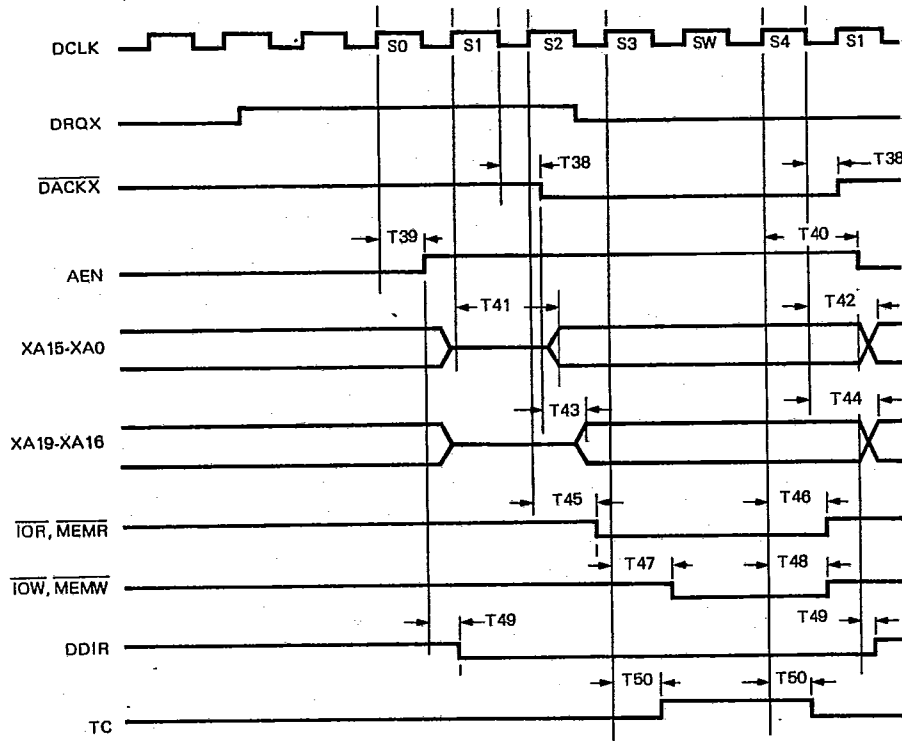 DCLK S0 S1 S2 S3 SW S4 S1
DRQX
T38 T38
DACKX
T39 T40
AEN
T41 T42
XA15-XA0
T43 T44
XA19-XA16
T45 T46
IOR, MEMR
T47 T48
IOW, MEMW
T49 T49
DDIR
T50 T50
TC